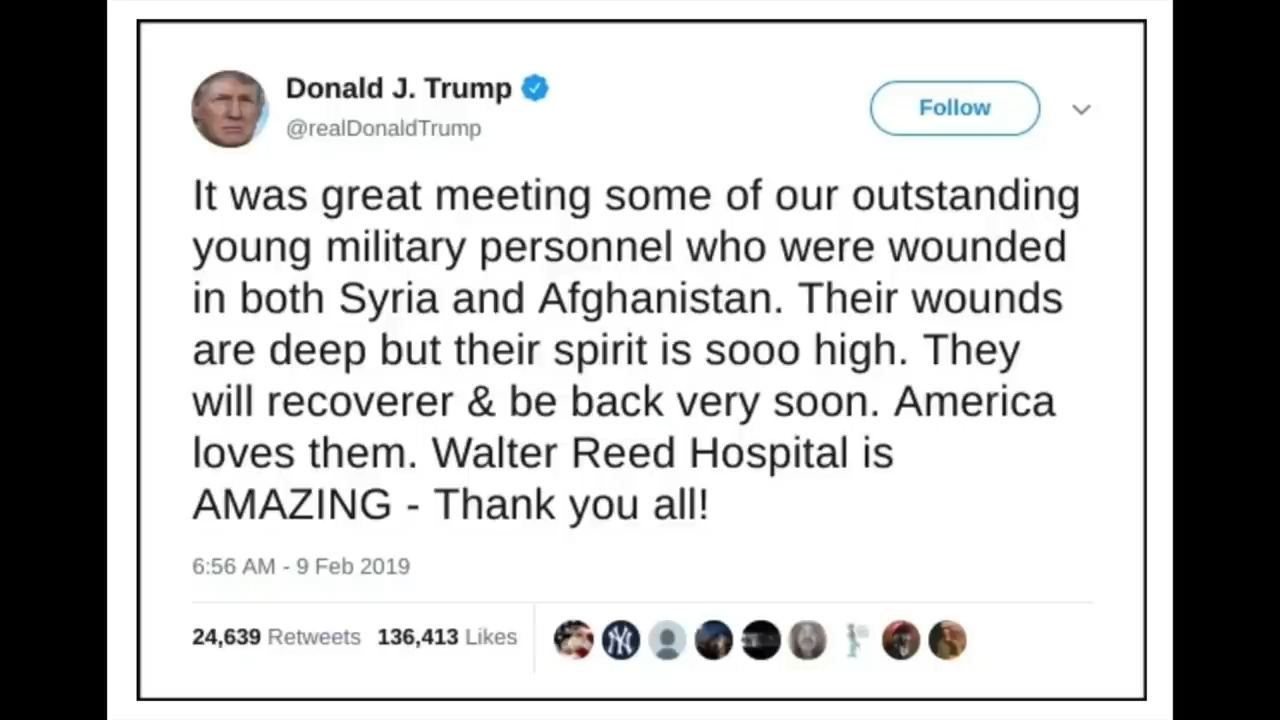 Donald J. Trump
@realDonaldTrump
Follow
It was great meeting some of our outstanding
young military personnel who were wounded
in both Syria and Afghanistan. Their wounds
are deep but their spirit is sooo high. They
will recoverer & be back very soon. America
loves them. Walter Reed Hospital is
AMAZING - Thank you all!
6:56 AM - 9 Feb 2019
24,639 Retweets 136,413 Likes